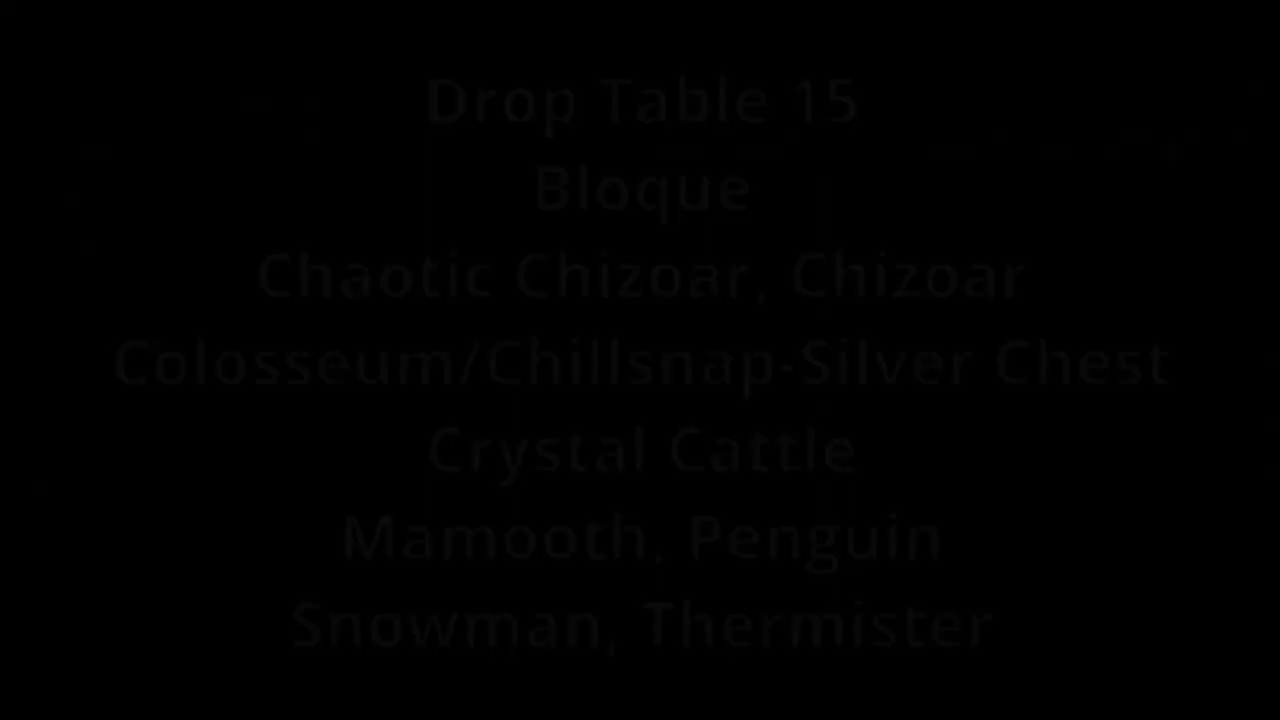 Drop Table 15
Bloque
Chaotic Chizoar, Chizoar
Colosseum/Chillsnap-Silver Chest
Crystal Cattle
Mamooth, Penguin
Snowman, Thermister